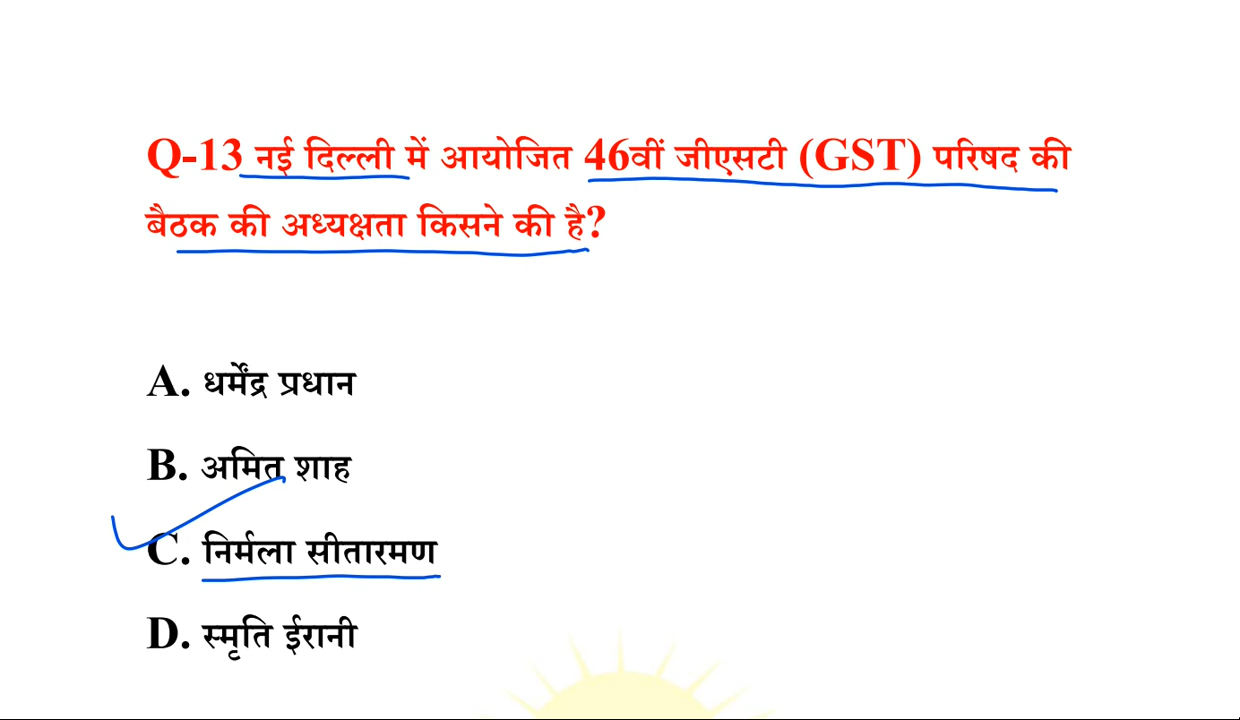 Q-13 नई दिल्ली में आयोजित 46वीं जीएसटी (GST) परिषद की
बैठक की अध्यक्षता किसने की है?
A. धर्मेंद्र प्रधान
B. अमित शाह
C. निर्मला सीतारमण
D. स्मृति ईरानी